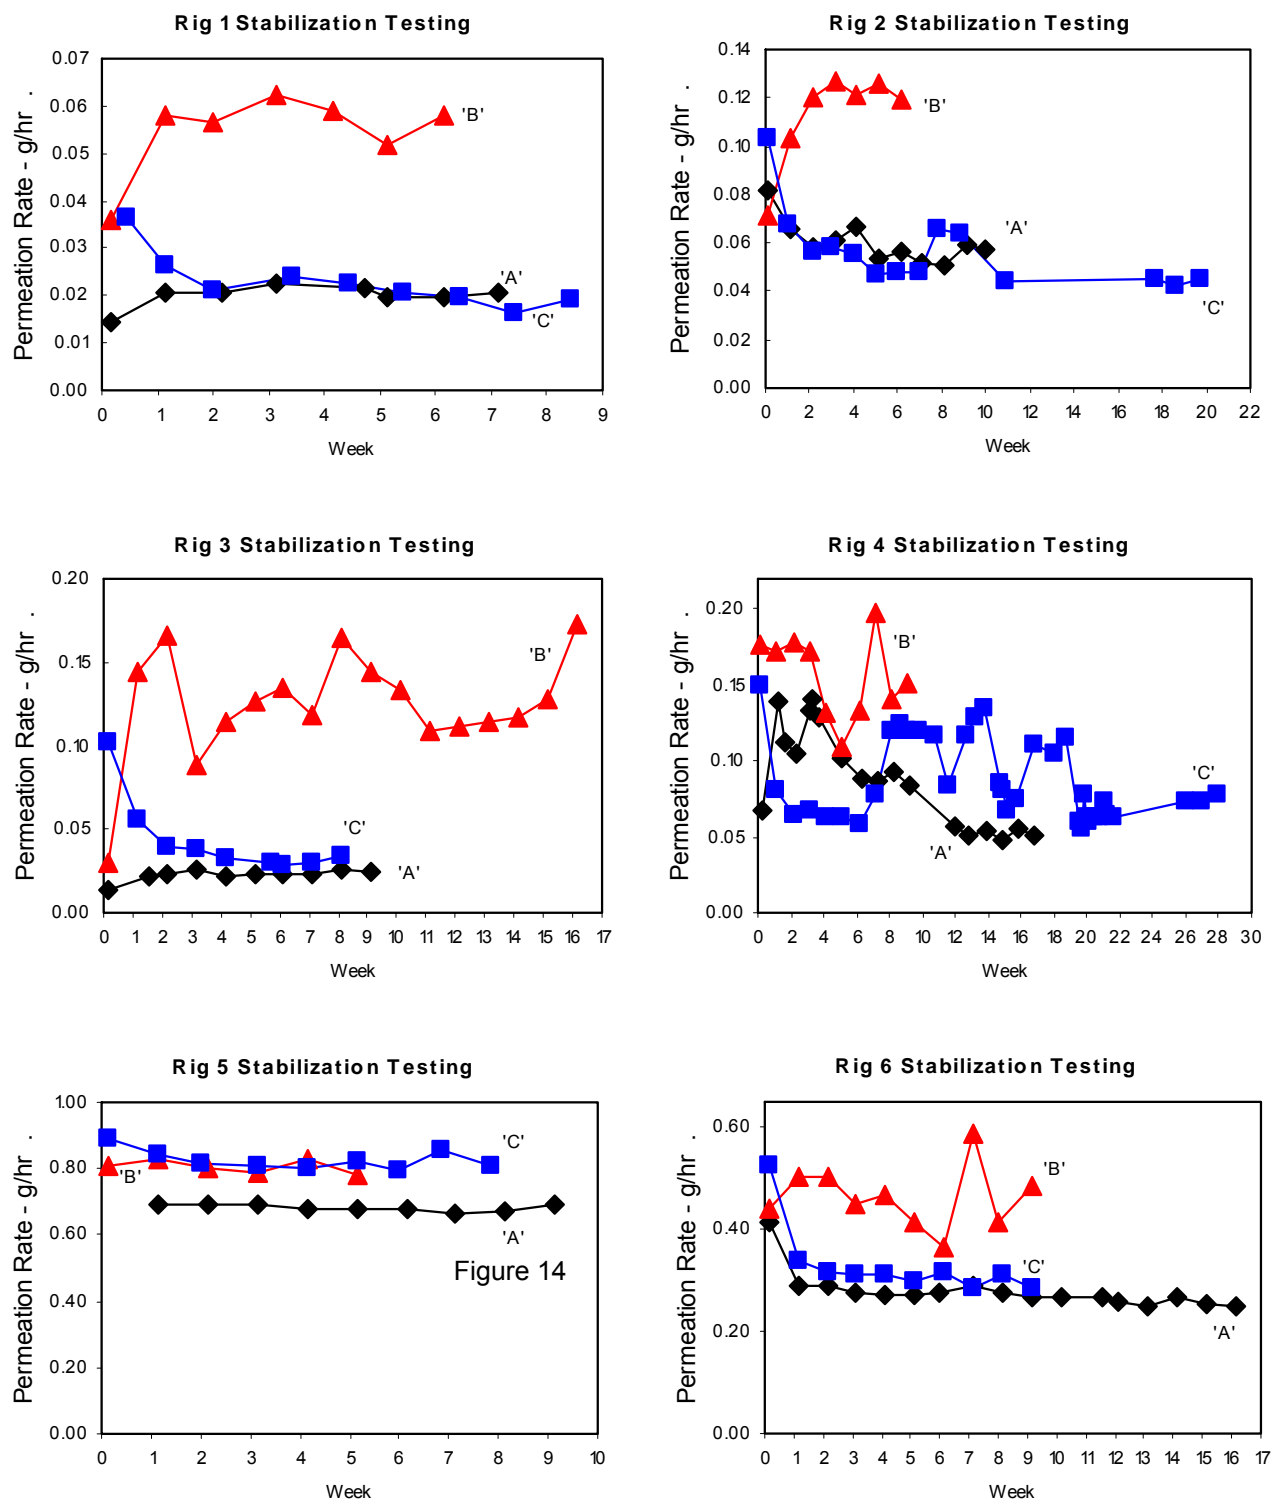 Rig 1 Stabilization Testing
Permeation Rate - g/hr .
0.07
0.06
0.05
0.04
0.03
0.02
0.01
0.00
'B'
'A'
'C'
0 1 2 3 4 5 6 7 8 9
Week
Rig 2 Stabilization Testing
Permeation Rate - g/hr .
0.14
0.12
0.10
0.08
0.06
0.04
0.02
0.00
'B'
'A'
'C'
0 2 4 6 8 10 12 14 16 18 20 22
Week
Rig 3 Stabilization Testing
Permeation Rate - g/hr .
0.20
0.15
0.10
0.05
0.00
'B'
'C'
'A'
0 1 2 3 4 5 6 7 8 9 10 11 12 13 14 15 16 17
Week
Rig 4 Stabilization Testing
Permeation Rate - g/hr .
0.20
0.15
0.10
0.05
0.00
'B'
'C'
'A'
0 2 4 6 8 10 12 14 16 18 20 22 24 26 28 30
Week
Rig 5 Stabilization Testing
Permeation Rate - g/hr .
1.00
0.80
0.60
0.40
0.20
0.00
'C'
'B'
'A'
Figure 14
0 1 2 3 4 5 6 7 8 9 10
Week
Rig 6 Stabilization Testing
Permeation Rate - g/hr .
0.60
0.40
0.20
0.00
'B'
'C'
'A'
0 1 2 3 4 5 6 7 8 9 10 11 12 13 14 15 16 17
Week